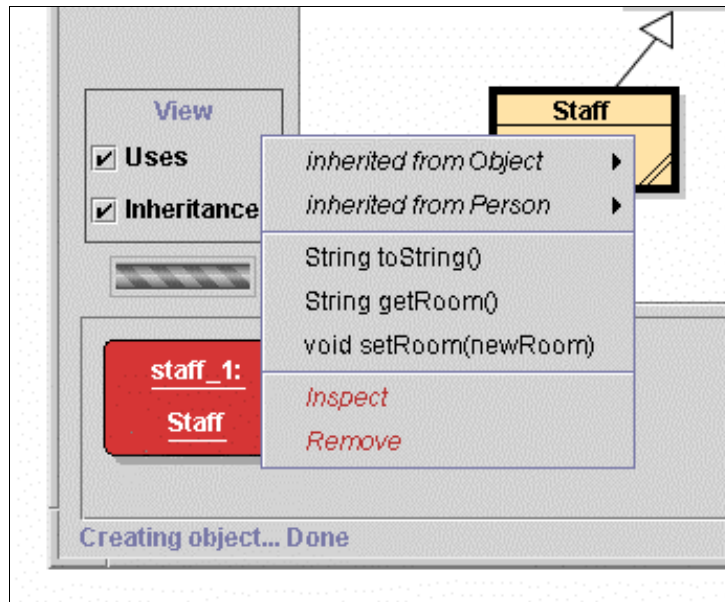 View
Uses
Inheritance
Staff
inherited from Object
inherited from Person
String toString()
String getRoom()
void setRoom(newRoom)
Inspect
Remove
staff_1:
Staff
Creating object... Done